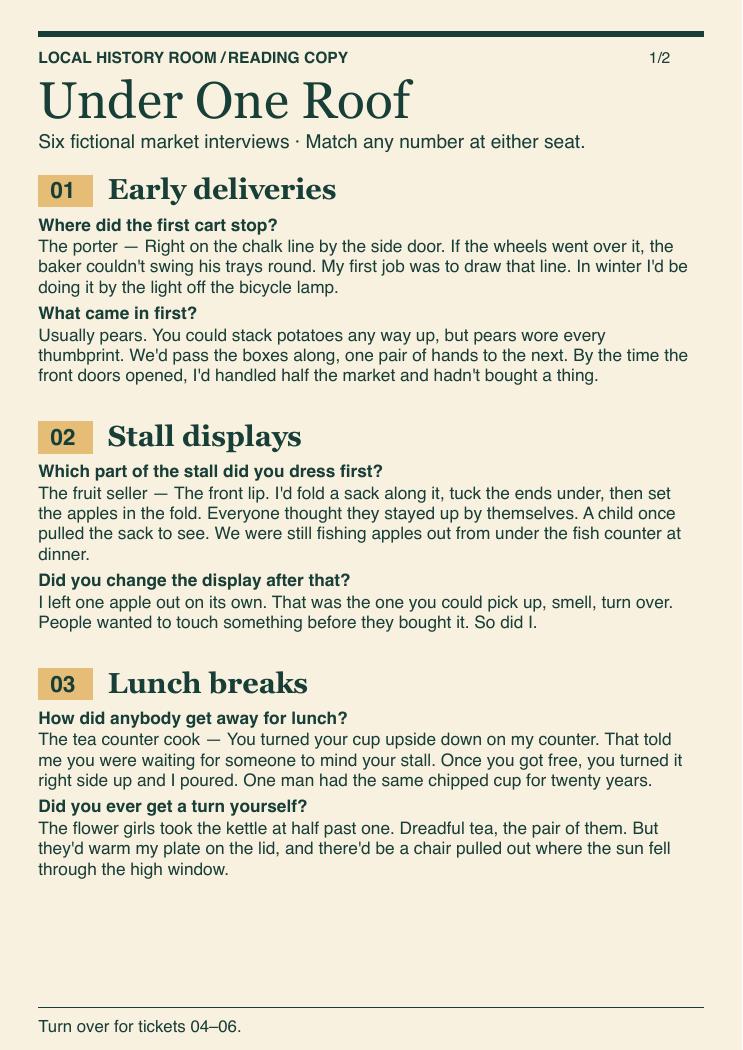 LOCAL HISTORY ROOM / READING COPY 1/2
Under One Roof
Six fictional market interviews · Match any number at either seat.
01 Early deliveries
Where did the first cart stop?
The porter — Right on the chalk line by the side door. If the wheels went over it, the
baker couldn't swing his trays round. My first job was to draw that line. In winter I'd be
doing it by the light off the bicycle lamp.
What came in first?
Usually pears. You could stack potatoes any way up, but pears wore every
thumbprint. We'd pass the boxes along, one pair of hands to the next. By the time the
front doors opened, I'd handled half the market and hadn't bought a thing.
02 Stall displays
Which part of the stall did you dress first?
The fruit seller — The front lip. I'd fold a sack along it, tuck the ends under, then set
the apples in the fold. Everyone thought they stayed up by themselves. A child once
pulled the sack to see. We were still fishing apples out from under the fish counter at
dinner.
Did you change the display after that?
I left one apple out on its own. That was the one you could pick up, smell, turn over.
People wanted to touch something before they bought it. So did I.
03 Lunch breaks
How did anybody get away for lunch?
The tea counter cook — You turned your cup upside down on my counter. That told
me you were waiting for someone to mind your stall. Once you got free, you turned it
right side up and I poured. One man had the same chipped cup for twenty years.
Did you ever get a turn yourself?
The flower girls took the kettle at half past one. Dreadful tea, the pair of them. But
they'd warm my plate on the lid, and there'd be a chair pulled out where the sun fell
through the high window.
Turn over for tickets 04–06.